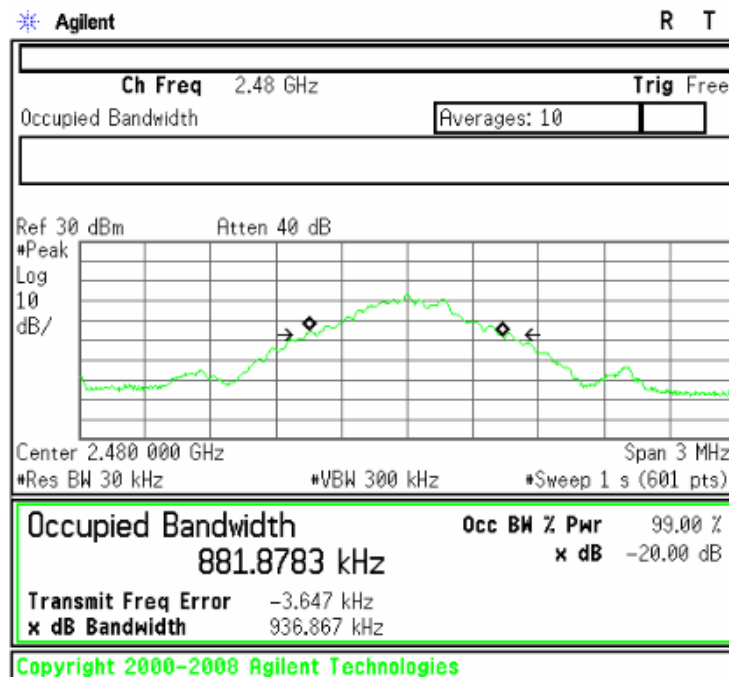 Agilent R T
Ch Freq 2.48 GHz Trig Free
Occupied Bandwidth Averages: 10
Ref 30 dBm Atten 40 dB
#Peak
Log
10
dB/
Center 2.480 000 GHz Span 3 MHz
#Res BW 30 kHz #VBW 300 kHz #Sweep 1 s (601 pts)
Occupied Bandwidth Occ BW % Pwr 99.00 %
881.8783 kHz x dB -20.00 dB
Transmit Freq Error -3.647 kHz
x dB Bandwidth 936.867 kHz
Copyright 2000-2008 Agilent Technologies